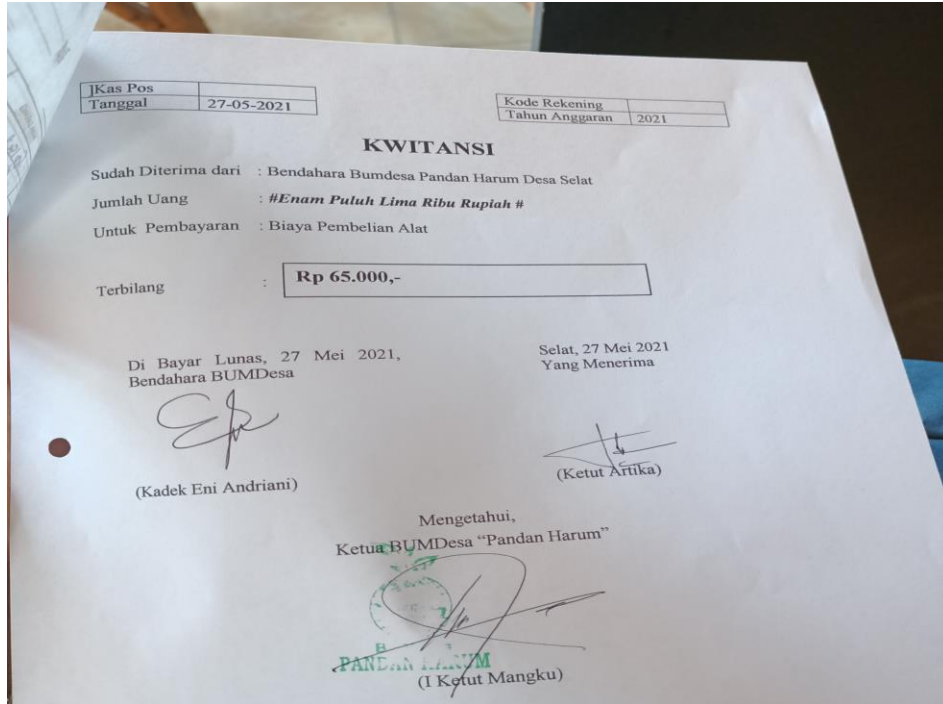 ]Kas Pos
Tanggal 27-05-2021
Kode Rekening
Tahun Anggaran 2021
KWITANSI
Sudah Diterima dari : Bendahara Bumdesa Pandan Harum Desa Selat
Jumlah Uang : #Enam Puluh Lima Ribu Rupiah #
Untuk Pembayaran : Biaya Pembelian Alat
Terbilang : Rp 65.000,-
Di Bayar Lunas, 27 Mei 2021,
Bendahara BUMDesa
(Kadek Eni Andriani)
Selat, 27 Mei 2021
Yang Menerima
(Ketut Artika)
Mengetahui,
Ketua BUMDesa “Pandan Harum”
PANDAN HARUM
(I Ketut Mangku)